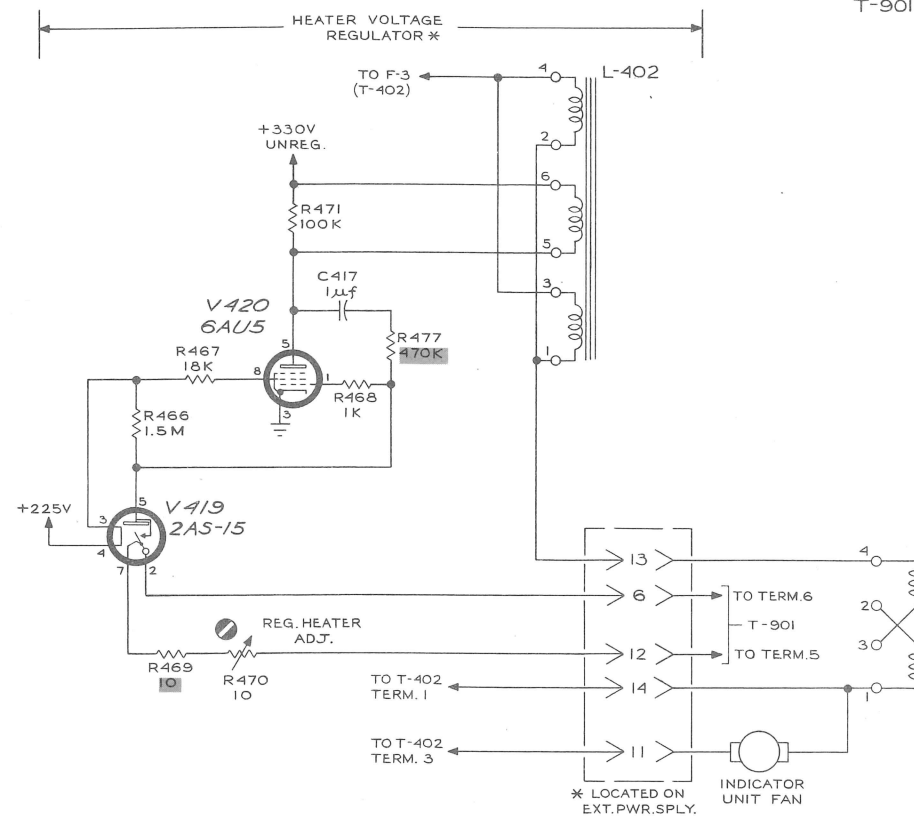 T-901
HEATER VOLTAGE
REGULATOR *
TO F-3
(T-402)
4
L-402
2
+330V
UNREG.
6
R471
100K
5
C417
1μf
3
V420
6AU5
R477
470K
5
1
R467
18K
8
1
R468
1K
3
R466
1.5M
+225V
5
V419
2AS-15
3
4
7
2
13
4
6
TO TERM.6
2
T-901
REG. HEATER
ADJ.
12
TO TERM.5
3
R469
10
R470
10
TO T-402
TERM. 1
14
1
TO T-402
TERM. 3
11
INDICATOR
UNIT FAN
* LOCATED ON
EXT.PWR.SPLY.